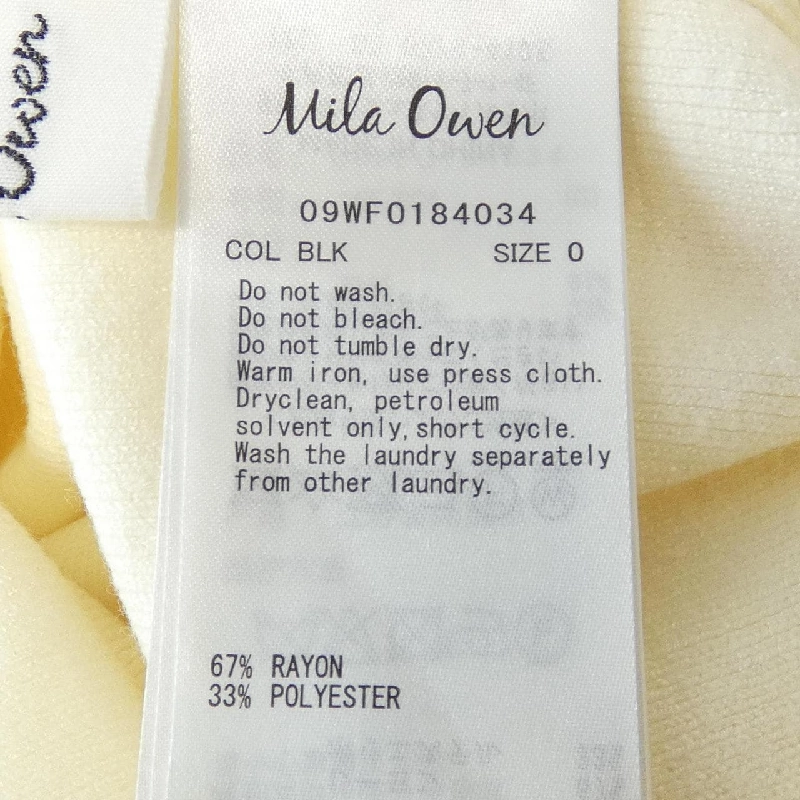 Owen
Mila Owen
09WF0184034
COL BLK SIZE 0
Do not wash.
Do not bleach.
Do not tumble dry.
Warm iron, use press cloth.
Dryclean, petroleum
solvent only, short cycle.
Wash the laundry separately
from other laundry.
67% RAYON
33% POLYESTER